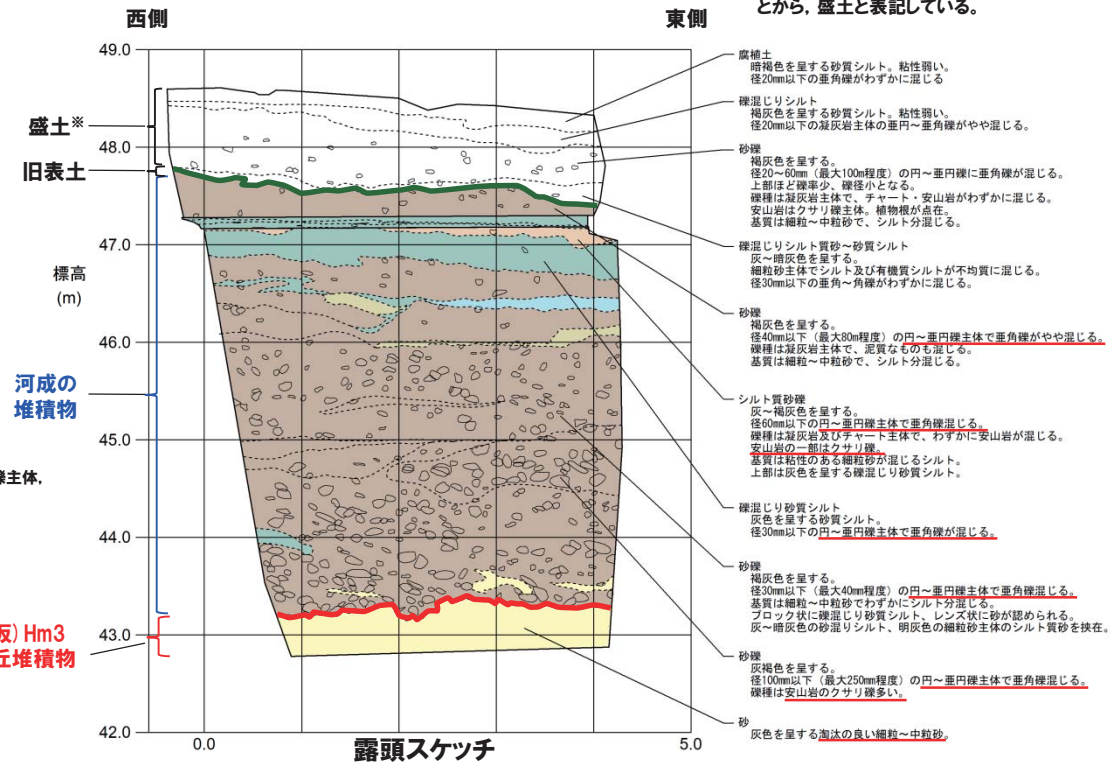 とから，盛土と表記している。
西側
東側
49.0
48.0
47.0
46.0
45.0
44.0
43.0
42.0
標高
(m)
盛土※
旧表土
河成の
堆積物
礫主体，
仮）Hm3
丘堆積物
0.0
5.0
露頭スケッチ
腐植土
暗褐色を呈する砂質シルト。粘性弱い。
径20mm以下の亜角礫がわずかに混じる
礫混じりシルト
褐灰色を呈する砂質シルト。粘性弱い。
径20mm以下の凝灰岩主体の亜円～亜角礫がやや混じる。
砂礫
褐灰色を呈する。
径20～60mm（最大100m程度）の円～亜円礫に亜角礫が混じる。
上部ほど礫率少、礫径小となる。
礫種は凝灰岩主体で、チャート・安山岩がわずかに混じる。
安山岩はクサリ礫主体。植物根が点在。
基質は細粒～中粒砂で、シルト分混じる。
礫混じりシルト質砂～砂質シルト
灰～暗灰色を呈する。
細粒砂主体でシルト及び有機質シルトが不均質に混じる。
径30mm以下の亜角～角礫がわずかに混じる。
砂礫
褐灰色を呈する。
径40mm以下（最大80m程度）の円～亜円礫主体で亜角礫がやや混じる。
礫種は凝灰岩主体で、泥質なものも混じる。
基質は細粒～中粒砂で、シルト分混じる。
シルト質砂礫
灰～褐灰色を呈する。
径60mm以下の円～亜円礫主体で亜角礫混じる。
礫種は凝灰岩及びチャート主体で、わずかに安山岩が混じる。
安山岩の一部はクサリ礫。
基質は粘性のある細粒砂が混じるシルト。
上部は灰色を呈する礫混じり砂質シルト。
礫混じり砂質シルト
灰色を呈する砂質シルト。
径30mm以下の円～亜円礫主体で亜角礫が混じる。
砂礫
褐灰色を呈する。
径30mm以下（最大40mm程度）の円～亜円礫主体で亜角礫混じる。
基質は細粒～中粒砂でわずかにシルト分混じる。
ブロック状に礫混じり砂質シルト、レンズ状に砂が認められる。
灰～暗灰色の砂混りシルト、明灰色の細粒砂主体のシルト質砂を挟在。
砂礫
灰褐色を呈する。
径100mm以下（最大250mm程度）の円～亜円礫主体で亜角礫混じる。
礫種は安山岩のクサリ礫多い。
砂
灰色を呈する淘汰の良い細粒～中粒砂。